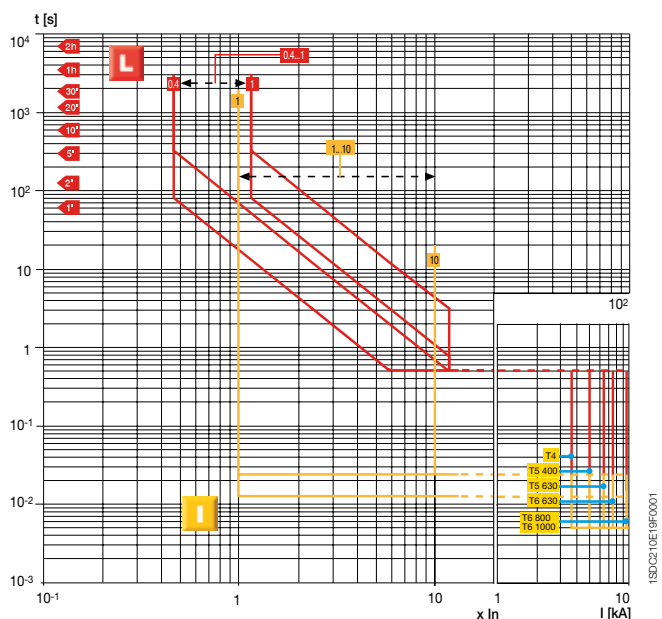 t [s]
10⁴
2h
L
0.4...1
1h
0.4
1
30'
1
20'
10³
10'
1...10
5'
2'
10²
1'
10
10
10²
1
10⁻¹
T4
T5 400
T5 630
10⁻²
I
T6 630
T6 800
T6 1000
10⁻³
10⁻¹
1
10
1
10
x In
I [kA]
1SDC210E19F0001